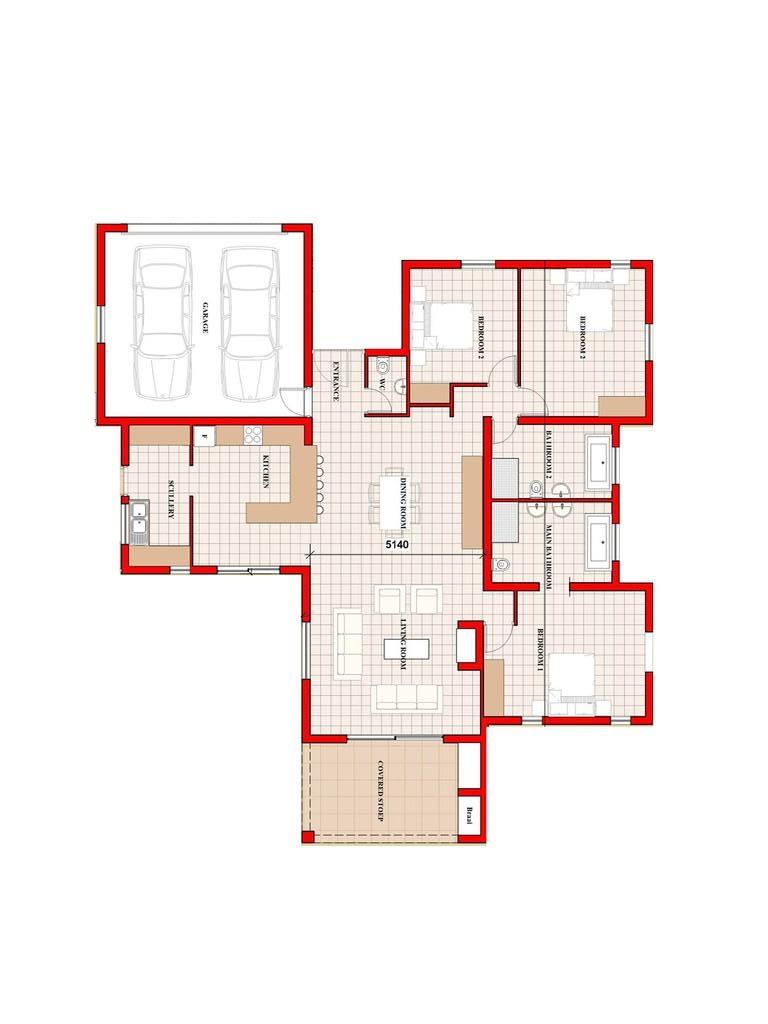 GARAGE
BEDROOM 2
BEDROOM 2
ENTRANCE
WC
F
KITCHEN
SCULLERY
DINING ROOM
BATHROOM 2
5140
MAIN BATHROOM
LIVING ROOM
BEDROOM 1
COVERED STOEP
Braai